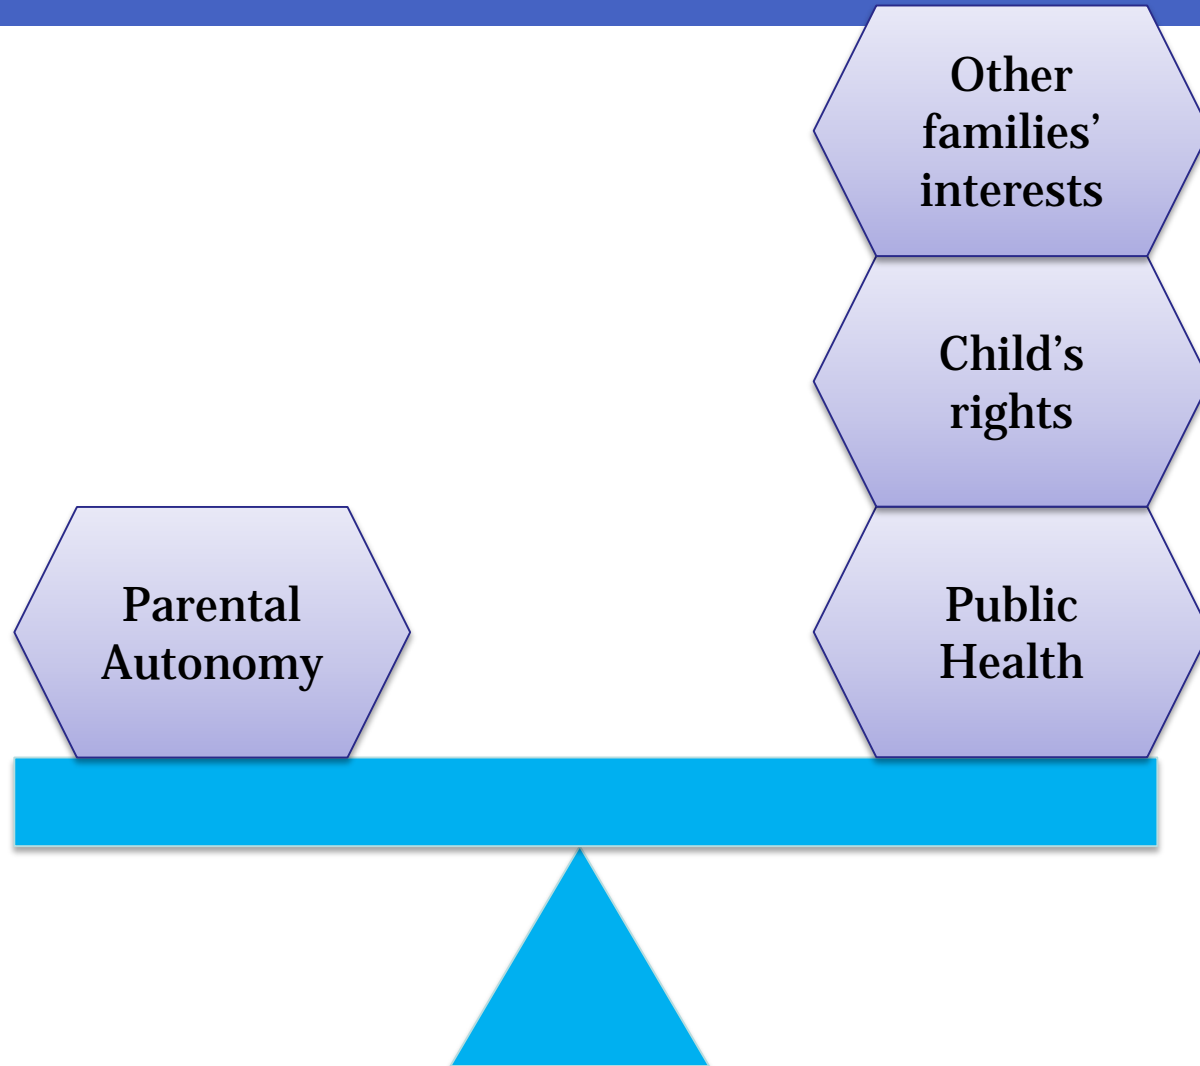 Other
families’
interests
Child’s
rights
Parental
Autonomy
Public
Health